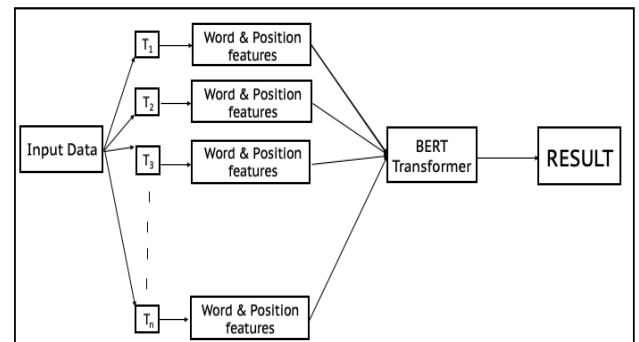 Input Data
T1
Word & Position
features
T2
Word & Position
features
T3
Word & Position
features
Tn
Word & Position
features
BERT
Transformer
RESULT